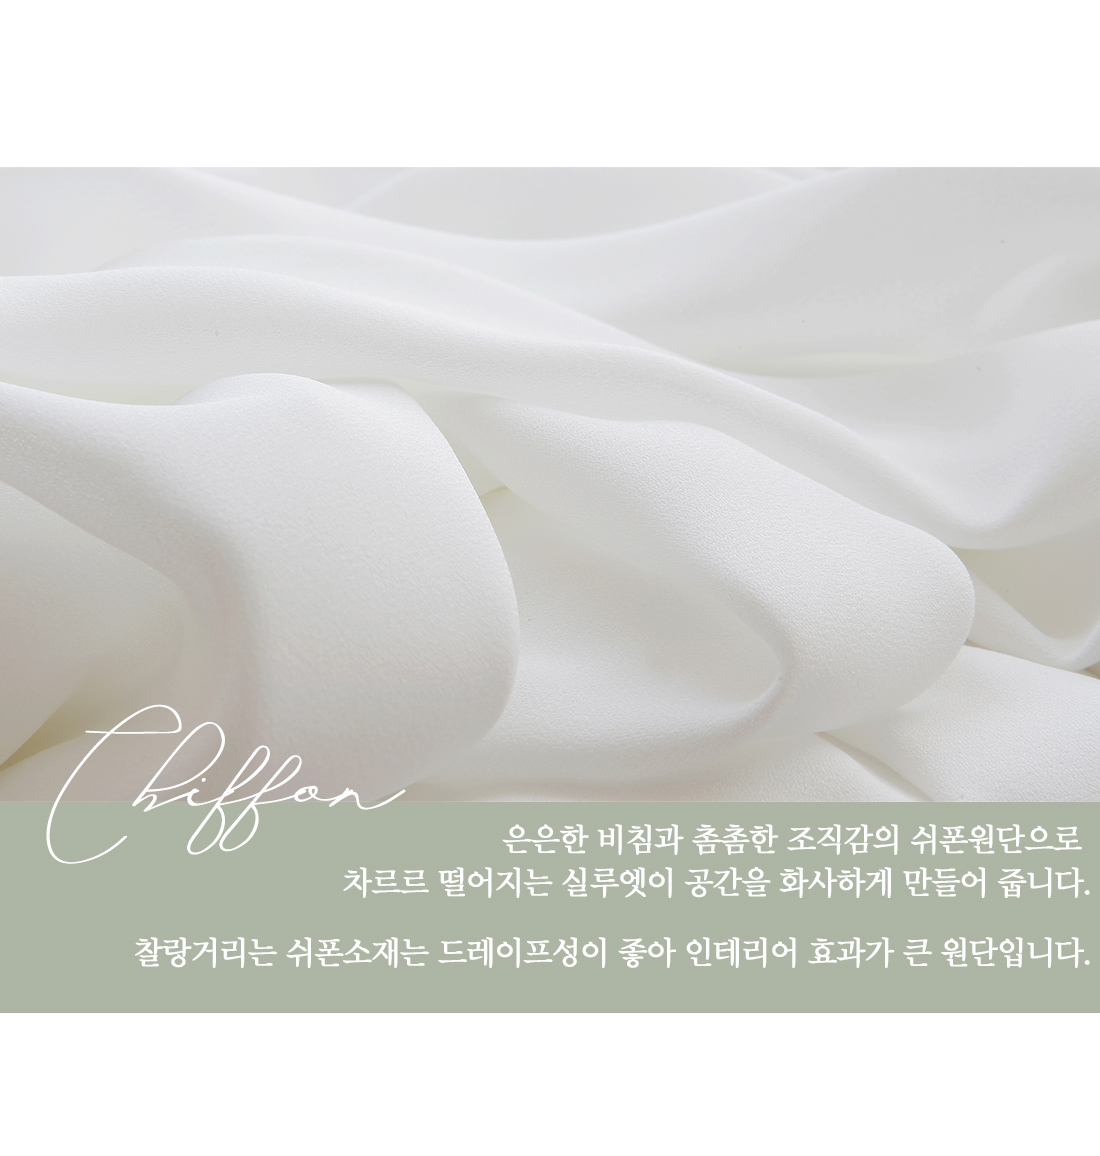 Chiffon
은은한 비침과 촘촘한 조직감의 쉬폰원단으로
차르르 떨어지는 실루엣이 공간을 화사하게 만들어 줍니다.
찰랑거리는 쉬폰소재는 드레이프성이 좋아 인테리어 효과가 큰 원단입니다.